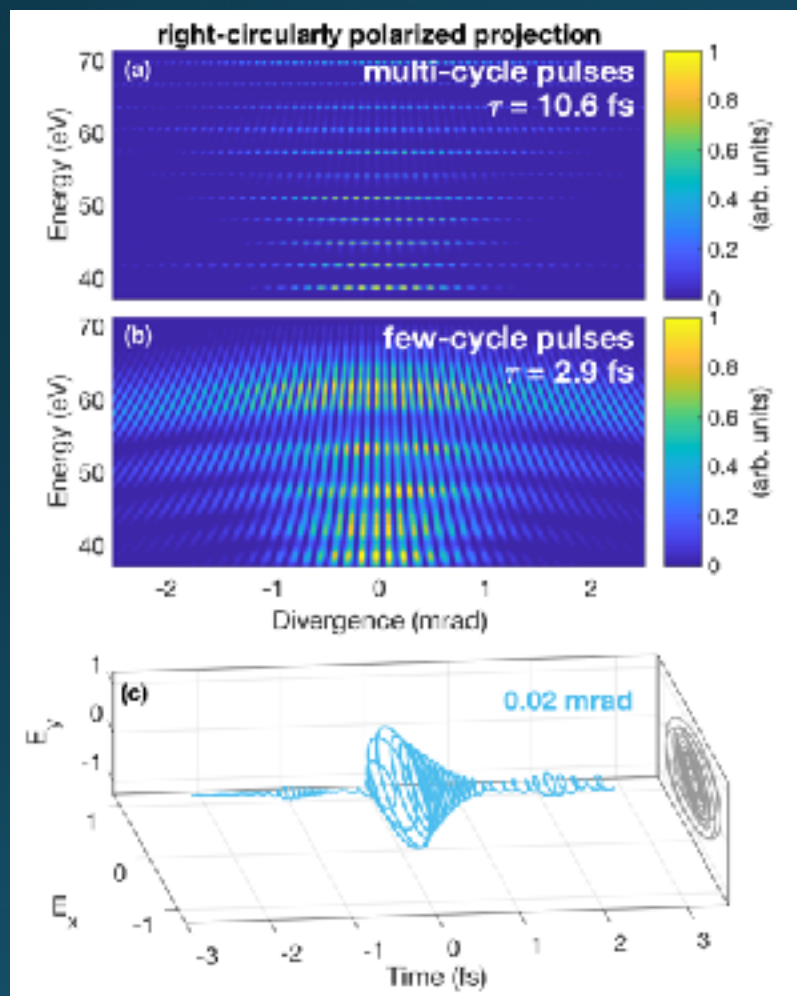 right-circularly polarized projection
(a)
multi-cycle pulses
τ = 10.6 fs
70
60
50
40
Energy (eV)
1
0.8
0.6
0.4
0.2
0
(arb. units)
(b)
few-cycle pulses
τ = 2.9 fs
70
60
50
40
Energy (eV)
1
0.8
0.6
0.4
0.2
0
(arb. units)
-2 -1 0 1 2
Divergence (mrad)
(c)
0.02 mrad
1
0
-1
E_y
1
0
-1
E_x
-3 -2 -1 0 1 2 3
Time (fs)